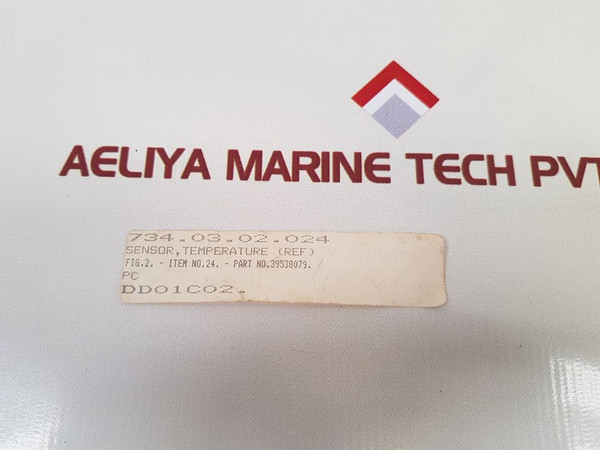 AELIYA MARINE TECH PVT
734.03.02.024
SENSOR,TEMPERATURE (REF)
FIG.2. - ITEM NO.24. - PART NO.39538079.
PC
DD01C02.